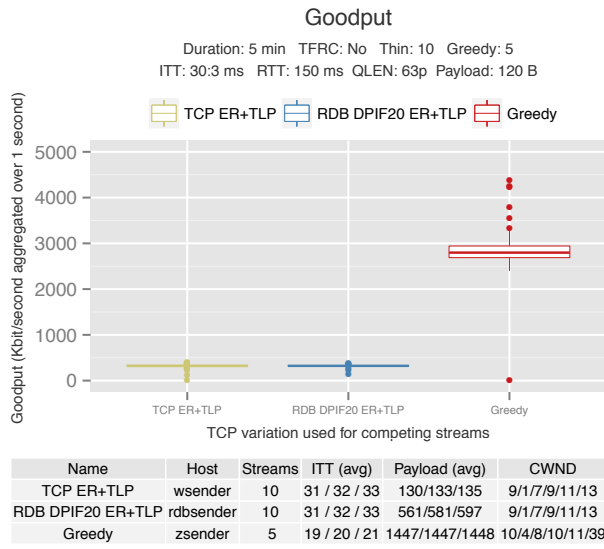 Goodput
Duration: 5 min TFRC: No Thin: 10 Greedy: 5
ITT: 30:3 ms RTT: 150 ms QLEN: 63p Payload: 120 B
TCP ER+TLP RDB DPIF20 ER+TLP Greedy
Goodput (Kbit/second aggregated over 1 second)
5000
4000
3000
2000
1000
0
TCP ER+TLP RDB DPIF20 ER+TLP Greedy
TCP variation used for competing streams
Name Host Streams ITT (avg) Payload (avg) CWND
TCP ER+TLP wsender 10 31 / 32 / 33 130/133/135 9/1/7/9/11/13
RDB DPIF20 ER+TLP rdbsender 10 31 / 32 / 33 561/581/597 9/1/7/9/11/13
Greedy zsender 5 19 / 20 / 21 1447/1447/1448 10/4/8/10/11/39